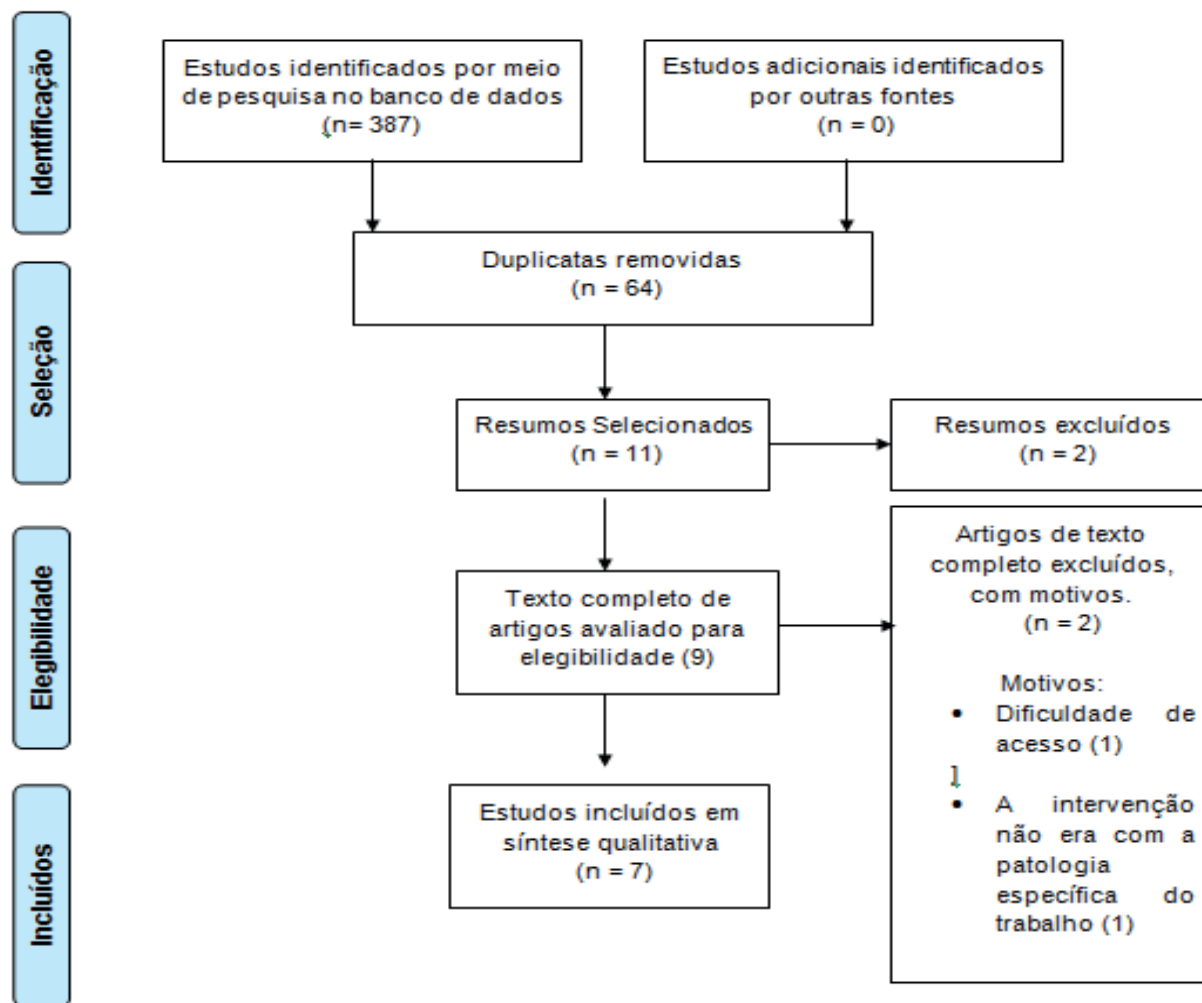 Identificação
Estudos identificados por meio
de pesquisa no banco de dados
(n= 387)
Estudos adicionais identificados
por outras fontes
(n = 0)
Duplicatas removidas
(n = 64)
Seleção
Resumos Selecionados
(n = 11)
Resumos excluídos
(n = 2)
Elegibilidade
Texto completo de
artigos avaliado para
elegibilidade (9)
Artigos de texto
completo excluídos,
com motivos.
(n = 2)
Motivos:
• Dificuldade de
acesso (1)
]
• A intervenção
não era com a
patologia
específica do
trabalho (1)
Incluídos
Estudos incluídos em
síntese qualitativa
(n = 7)